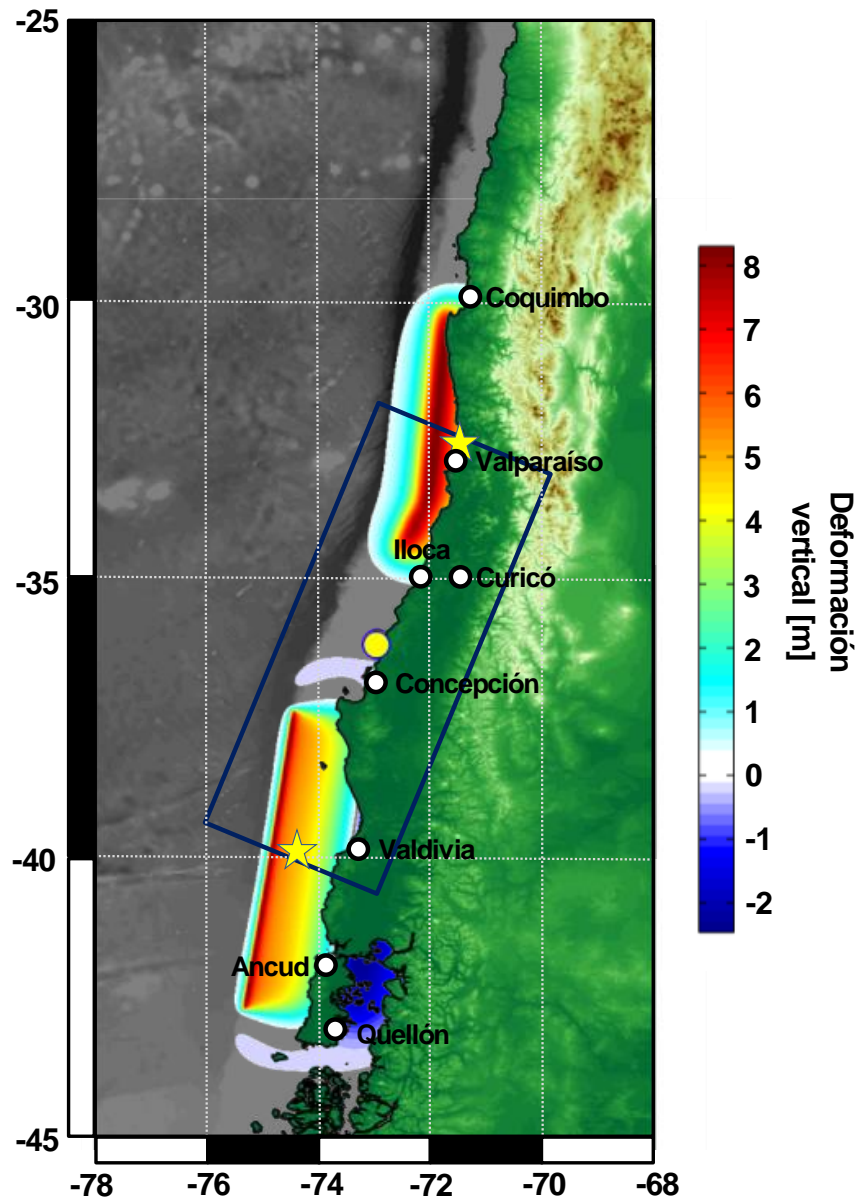 -25
-30
Coquimbo
Valparaíso
Iloca
-35
Curicó
Concepción
-40
Valdivia
Ancud
Quellón
-45
-78
-76
-74
-72
-70
-68
8
7
6
5
4
3
2
1
0
-1
-2
Deformación
vertical [m]